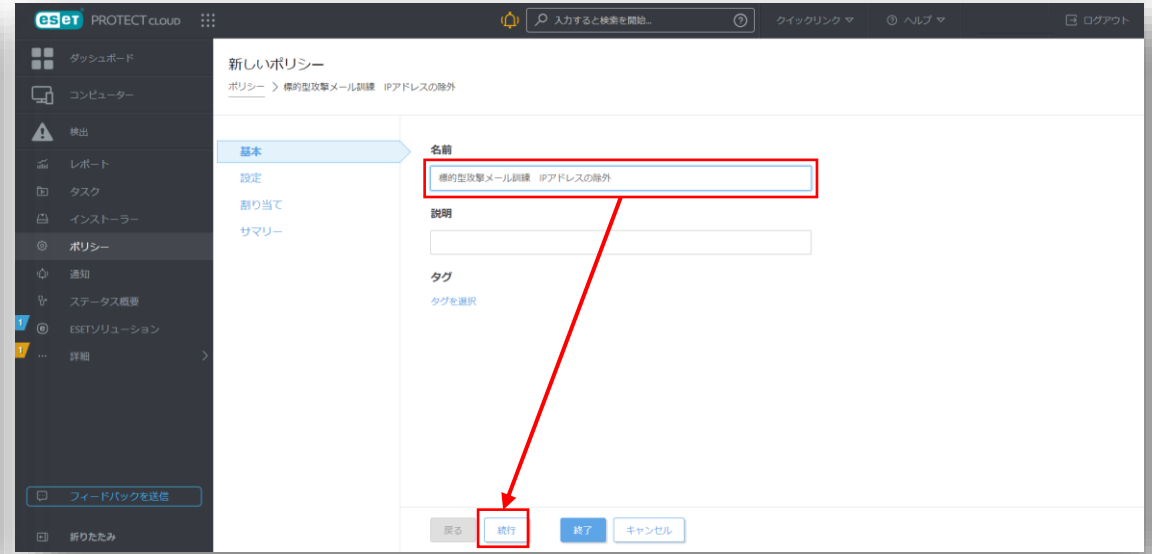 eset PROTECT CLOUD
入力すると検索を開始...
クイックリンク
ヘルプ
ログアウト
ダッシュボード
コンピューター
検出
レポート
タスク
インストーラー
ポリシー
通知
ステータス概要
1
ESETソリューション
1
詳細
フィードバックを送信
折りたたみ
新しいポリシー
ポリシー > 標的型攻撃メール訓練　IPアドレスの除外
基本
設定
割り当て
サマリー
名前
標的型攻撃メール訓練　IPアドレスの除外
説明
タグ
タグを選択
戻る 続行 終了 キャンセル